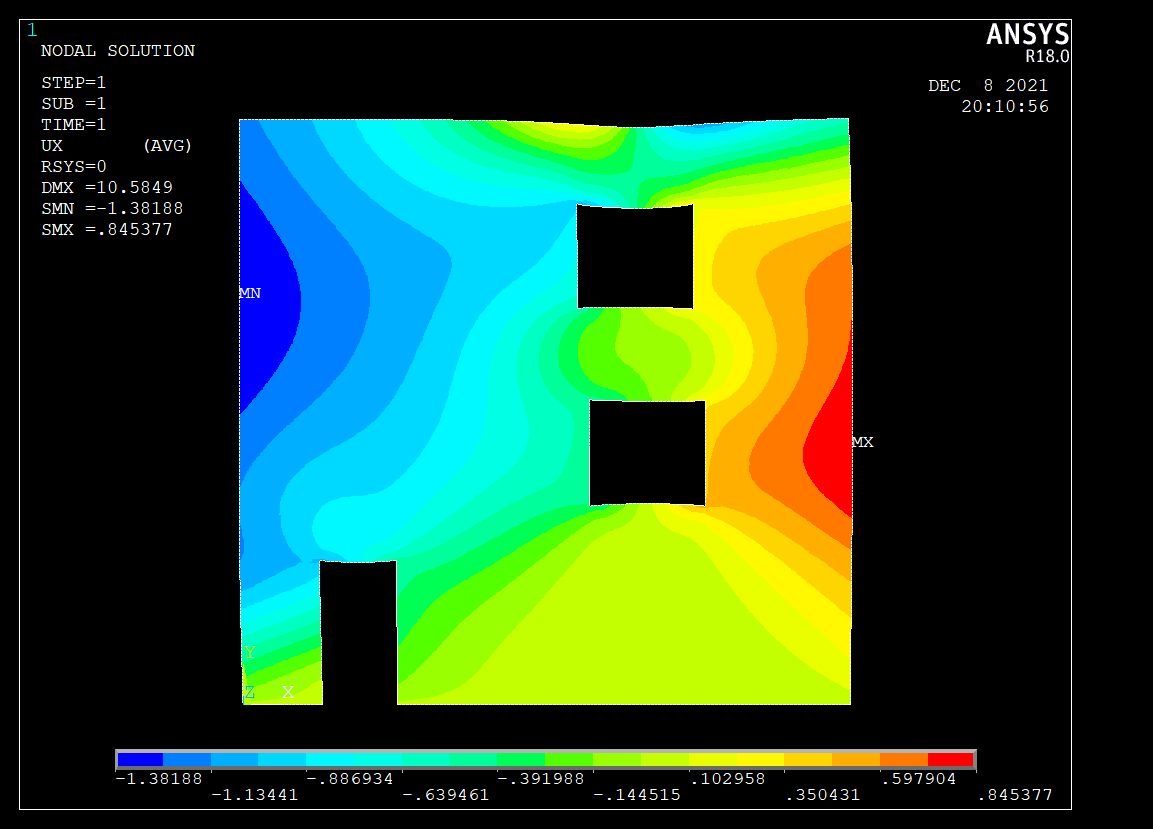 1
ANSYS
R18.0
NODAL SOLUTION
STEP=1
SUB =1
TIME=1
UX (AVG)
RSYS=0
DMX =10.5849
SMN =-1.38188
SMX =.845377
DEC 8 2021
20:10:56
MN
MX
Y
Z X
-1.38188 -.886934 -.391988 .102958 .597904
-1.13441 -.639461 -.144515 .350431 .845377